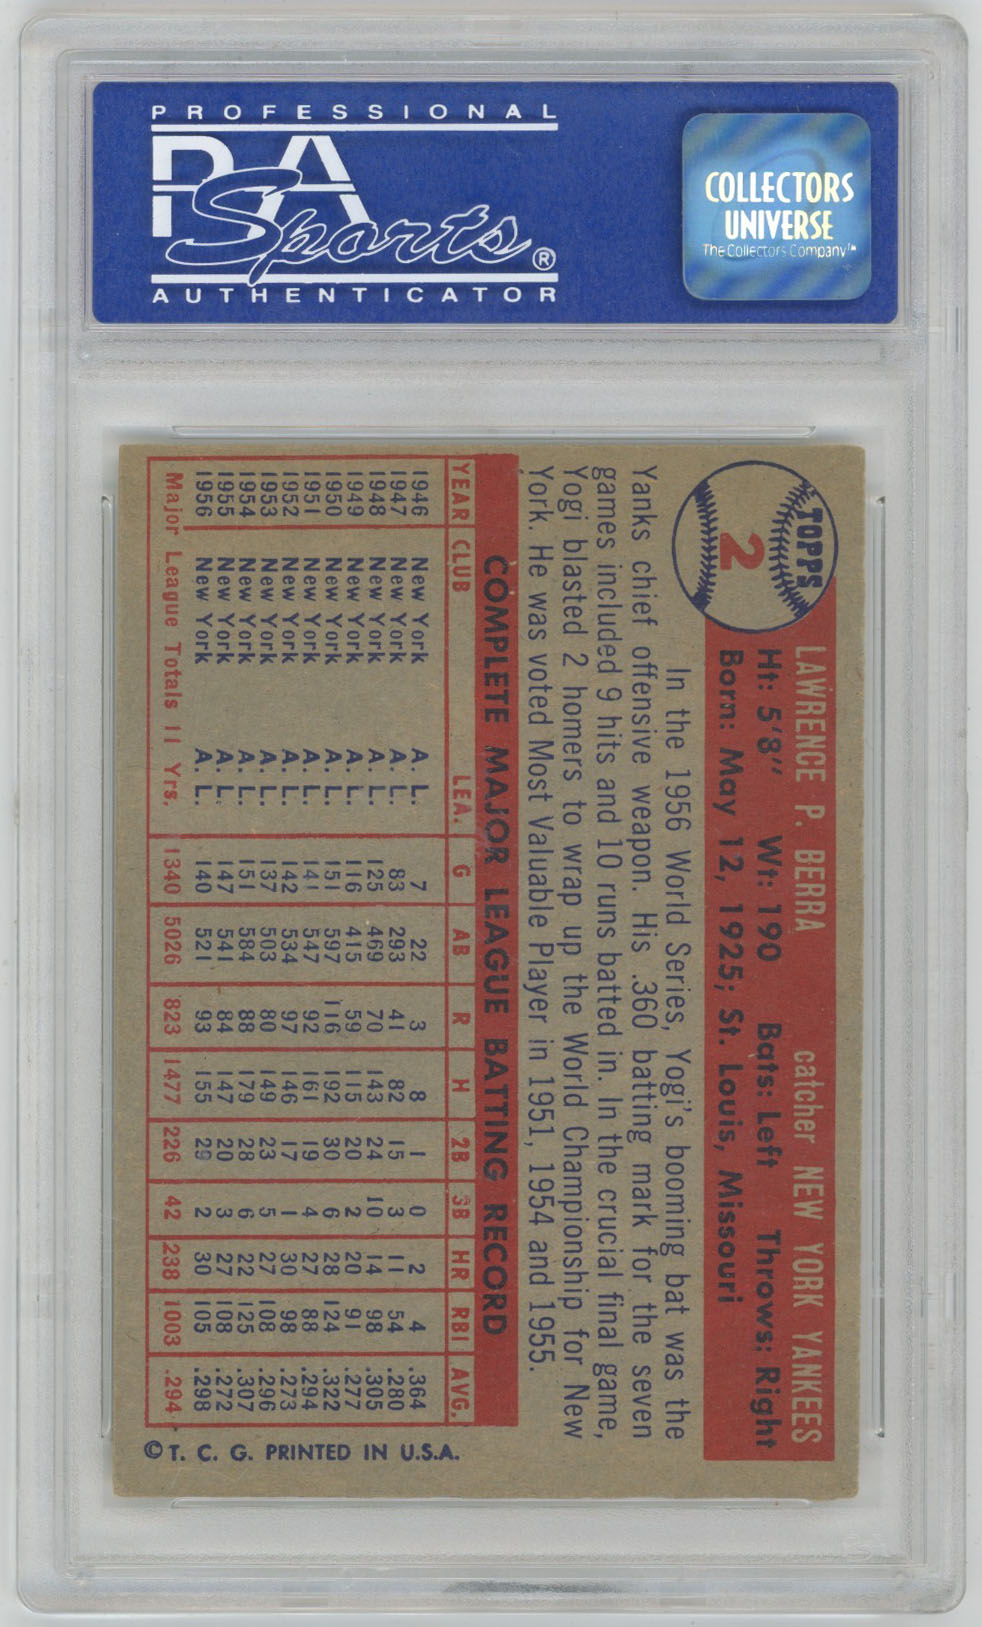 PROFESSIONAL
PSA
Sports®
AUTHENTICATOR
COLLECTORS
UNIVERSE
The Collectors Company™
TOPPS
2
LAWRENCE P. BERRA catcher NEW YORK YANKEES
Ht: 5'8" Wt: 190 Bats: Left Throws: Right
Born: May 12, 1925; St. Louis, Missouri
In the 1956 World Series, Yogi's booming bat was the
Yanks chief offensive weapon. His .360 batting mark for the seven
games included 9 hits and 10 runs batted in. In the crucial final game,
Yogi blasted 2 homers to wrap up the World Championship for New
York. He was voted Most Valuable Player in 1951, 1954 and 1955.
COMPLETE MAJOR LEAGUE BATTING RECORD
YEAR CLUB LEA. G AB R H 2B 3B HR RBI AVG.
1946 New York A. L. 7 22 3 8 1 0 2 4 .364
1947 New York A. L. 83 293 41 82 15 3 11 54 .280
1948 New York A. L. 125 469 70 143 24 10 14 98 .305
1949 New York A. L. 116 415 59 115 20 2 20 91 .277
1950 New York A. L. 151 597 116 192 30 6 28 124 .322
1951 New York A. L. 141 547 92 161 19 4 27 88 .294
1952 New York A. L. 142 534 97 146 17 1 30 98 .273
1953 New York A. L. 137 503 80 149 23 5 27 108 .296
1954 New York A. L. 151 584 88 179 28 6 22 125 .307
1955 New York A. L. 147 541 84 147 20 3 27 108 .272
1956 New York A. L. 140 521 93 155 29 2 30 105 .298
Major League Totals 11 Yrs. 1340 5026 823 1477 226 42 238 1003 .294
© T. C. G. PRINTED IN U.S.A.